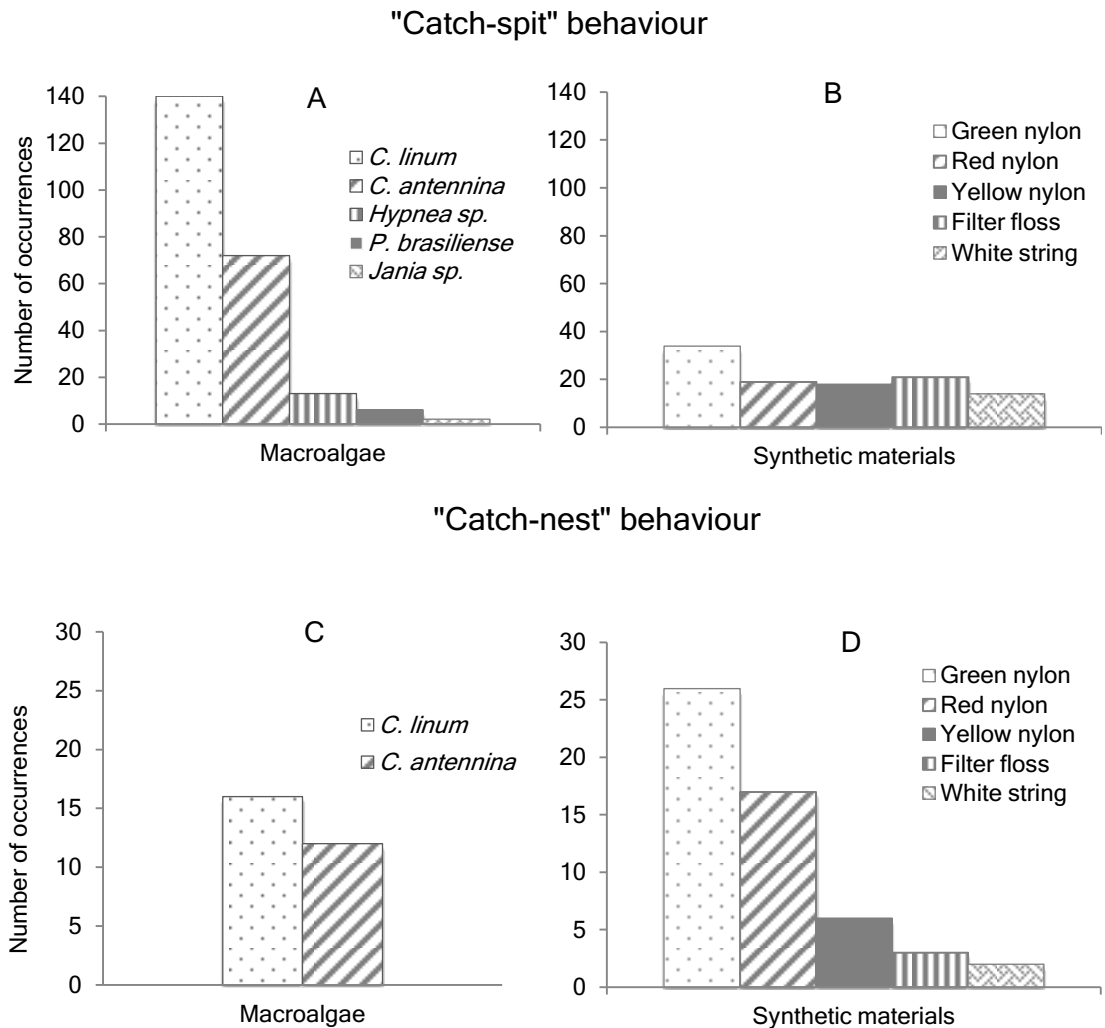 "Catch-spit" behaviour
A
Number of occurrences
140
120
100
80
60
40
20
0
C. linum
C. antennina
Hypnea sp.
P. brasiliense
Jania sp.
Macroalgae
B
140
120
100
80
60
40
20
0
Green nylon
Red nylon
Yellow nylon
Filter floss
White string
Synthetic materials
"Catch-nest" behaviour
C
Number of occurrences
30
25
20
15
10
5
0
C. linum
C. antennina
Macroalgae
D
30
25
20
15
10
5
0
Green nylon
Red nylon
Yellow nylon
Filter floss
White string
Synthetic materials